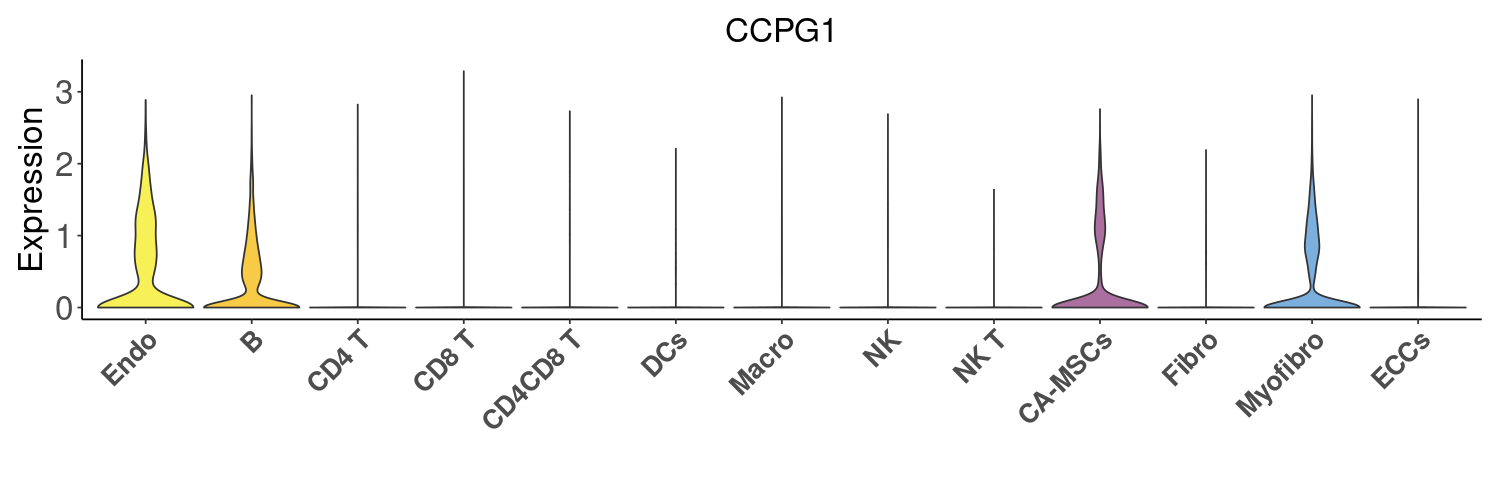 CCPG1
Expression
3
2
1
0
Endo
B
CD4 T
CD8 T
CD4CD8 T
DCs
Macro
NK
NK T
CA-MSCs
Fibro
Myofibro
ECCs